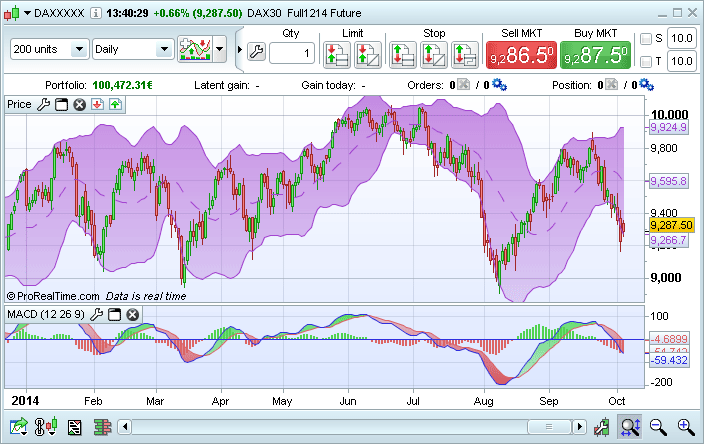 DAXXXXX 13:40:29 +0.66% (9,287.50) DAX30 Full1214 Future
200 units Daily Qty 1 Limit Stop Sell MKT 9,286.50 Buy MKT 9,287.50 S 10.0
T 10.0
Portfolio: 100,472.31€ Latent gain: - Gain today: - Orders: 0 / 0 Position: 0 / 0
Price
10,000
9,924.9
9,800
9,595.8
9,400
9,287.50
9,266.7
9,000
© ProRealTime.com Data is real time
MACD (12 26 9)
100
-4.6899
-59.432
-200
2014 Feb Mar Apr May Jun Jul Aug Sep Oct